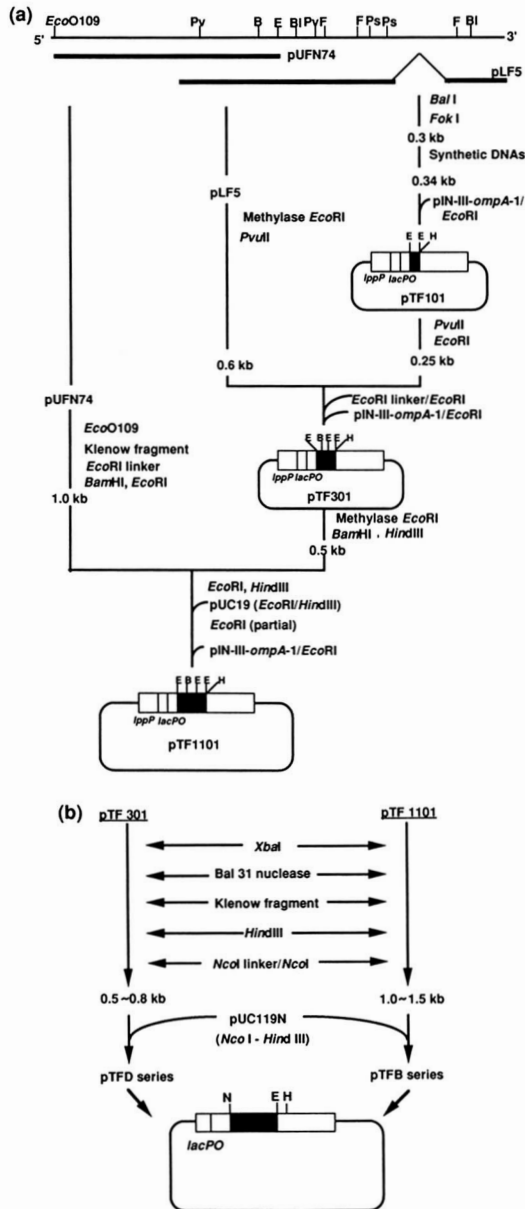 (a)
EcoO109 Pv B E Bl Pv F F Ps Ps F Bl
5' 3'
pUFN74
pLF5
Bal I
Fok I
0.3 kb
Synthetic DNAs
0.34 kb
pLF5
Methylase EcoRI
PvuII
pIN-III-ompA-1/
EcoRI
E E H
lppP lacPO
pTF101
PvuII
EcoRI
0.6 kb
0.25 kb
pUFN74
EcoRI linker/EcoRI
pIN-III-ompA-1/EcoRI
EcoO109
Klenow fragment
EcoRI linker
BamHI, EcoRI
1.0 kb
E B E E H
lppP lacPO
pTF301
Methylase EcoRI
BamHI , HindIII
0.5 kb
EcoRI, HindIII
pUC19 (EcoRI/HindIII)
EcoRI (partial)
pIN-III-ompA-1/EcoRI
E B E E H
lppP lacPO
pTF1101
(b)
pTF 301 pTF 1101
XbaI
Bal 31 nuclease
Klenow fragment
HindIII
NcoI linker/NcoI
0.5~0.8 kb 1.0~1.5 kb
pUC119N
(Nco I - Hind III)
pTFD series pTFB series
N E H
lacPO